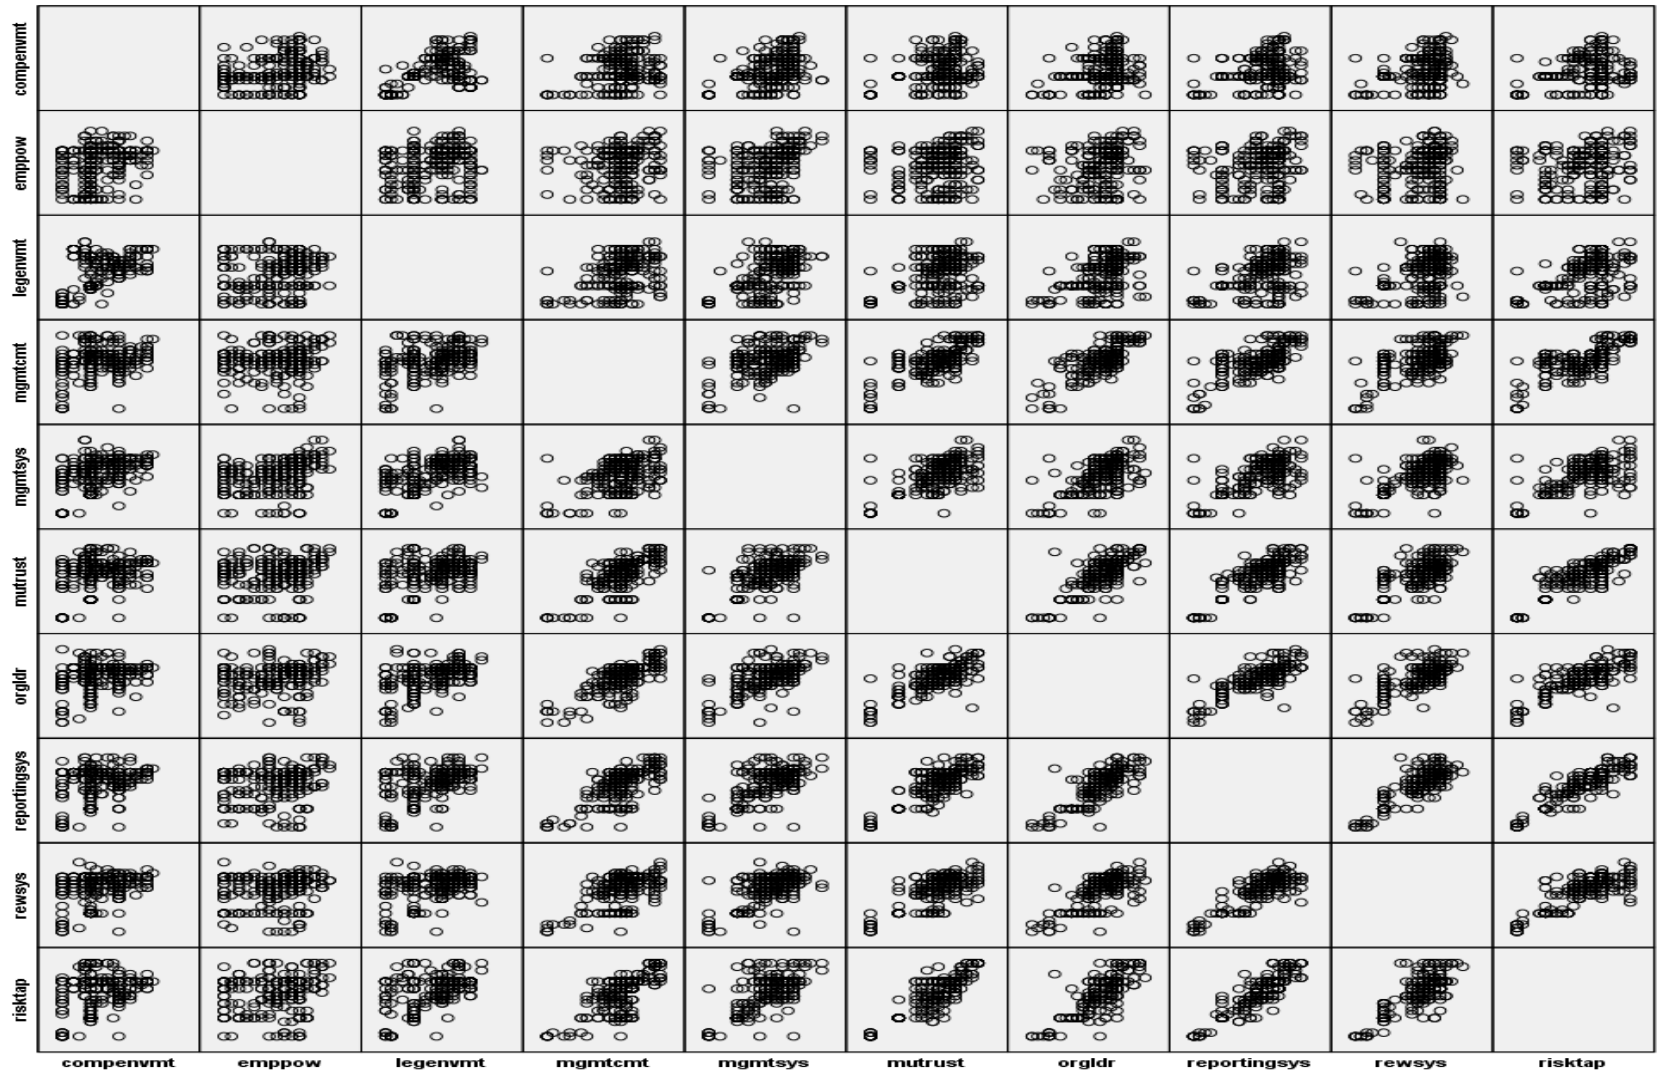 compenvmt
emppow
legenvmt
mgmtcmt
mgmtsys
mutrust
orgldr
reportingsys
rewsys
risktap
compenvmt emppow legenvmt mgmtcmt mgmtsys mutrust orgldr reportingsys rewsys risktap